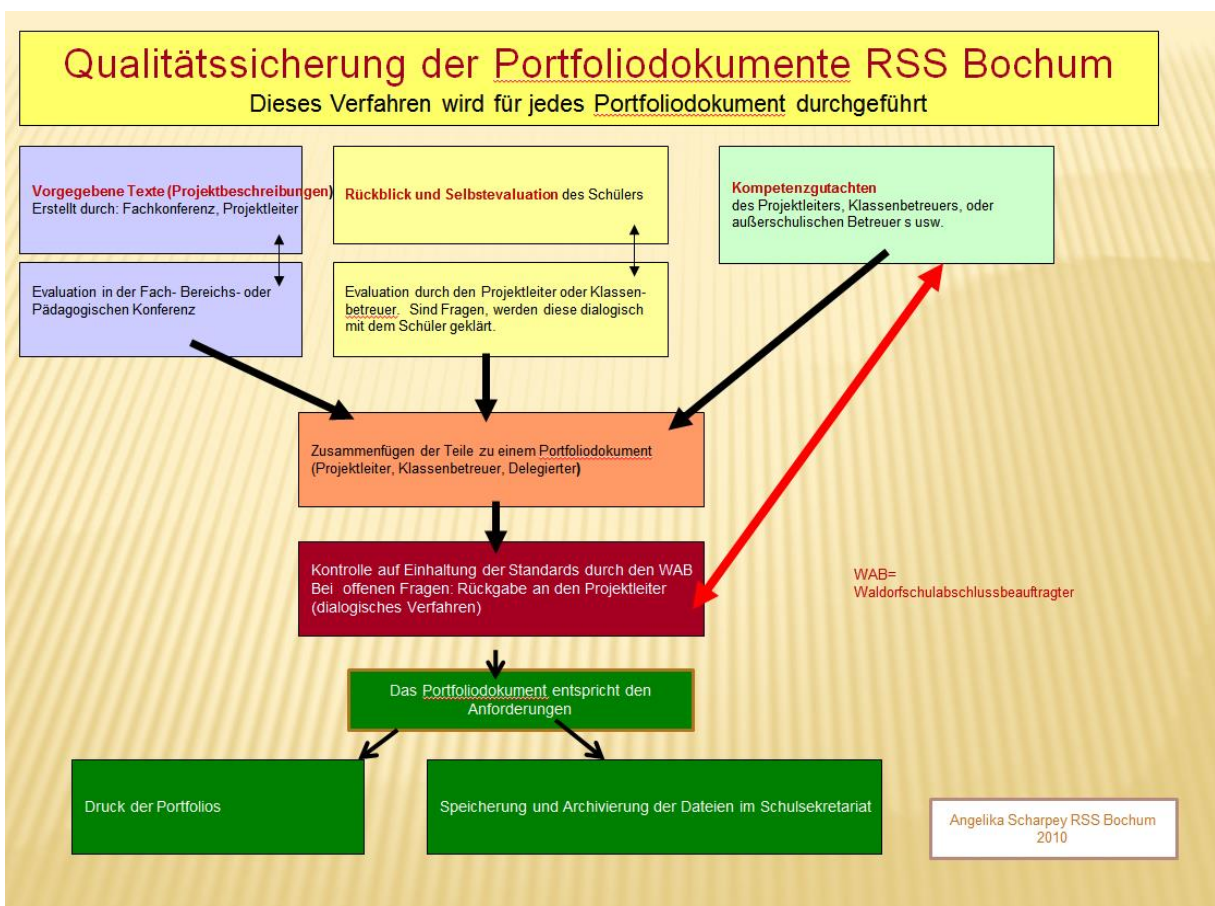 Qualitätssicherung der Portfoliodokumente RSS Bochum
Dieses Verfahren wird für jedes Portfoliodokument durchgeführt
Vorgegebene Texte (Projektbeschreibungen)
Erstellt durch: Fachkonferenz, Projektleiter
Rückblick und Selbstevaluation des Schülers
Kompetenzgutachten
des Projektleiters, Klassenbetreuers, oder
außerschulischen Betreuer s usw.
Evaluation in der Fach- Bereichs- oder
Pädagogischen Konferenz
Evaluation durch den Projektleiter oder Klassen-
betreuer. Sind Fragen, werden diese dialogisch
mit dem Schüler geklärt.
Zusammenfügen der Teile zu einem Portfoliodokument
(Projektleiter, Klassenbetreuer, Delegierter)
Kontrolle auf Einhaltung der Standards durch den WAB
Bei offenen Fragen: Rückgabe an den Projektleiter
(dialogisches Verfahren)
WAB=
Waldorfschulabschlussbeauftragter
Das Portfoliodokument entspricht den
Anforderungen
Druck der Portfolios
Speicherung und Archivierung der Dateien im Schulsekretariat
Angelika Scharpey RSS Bochum
2010